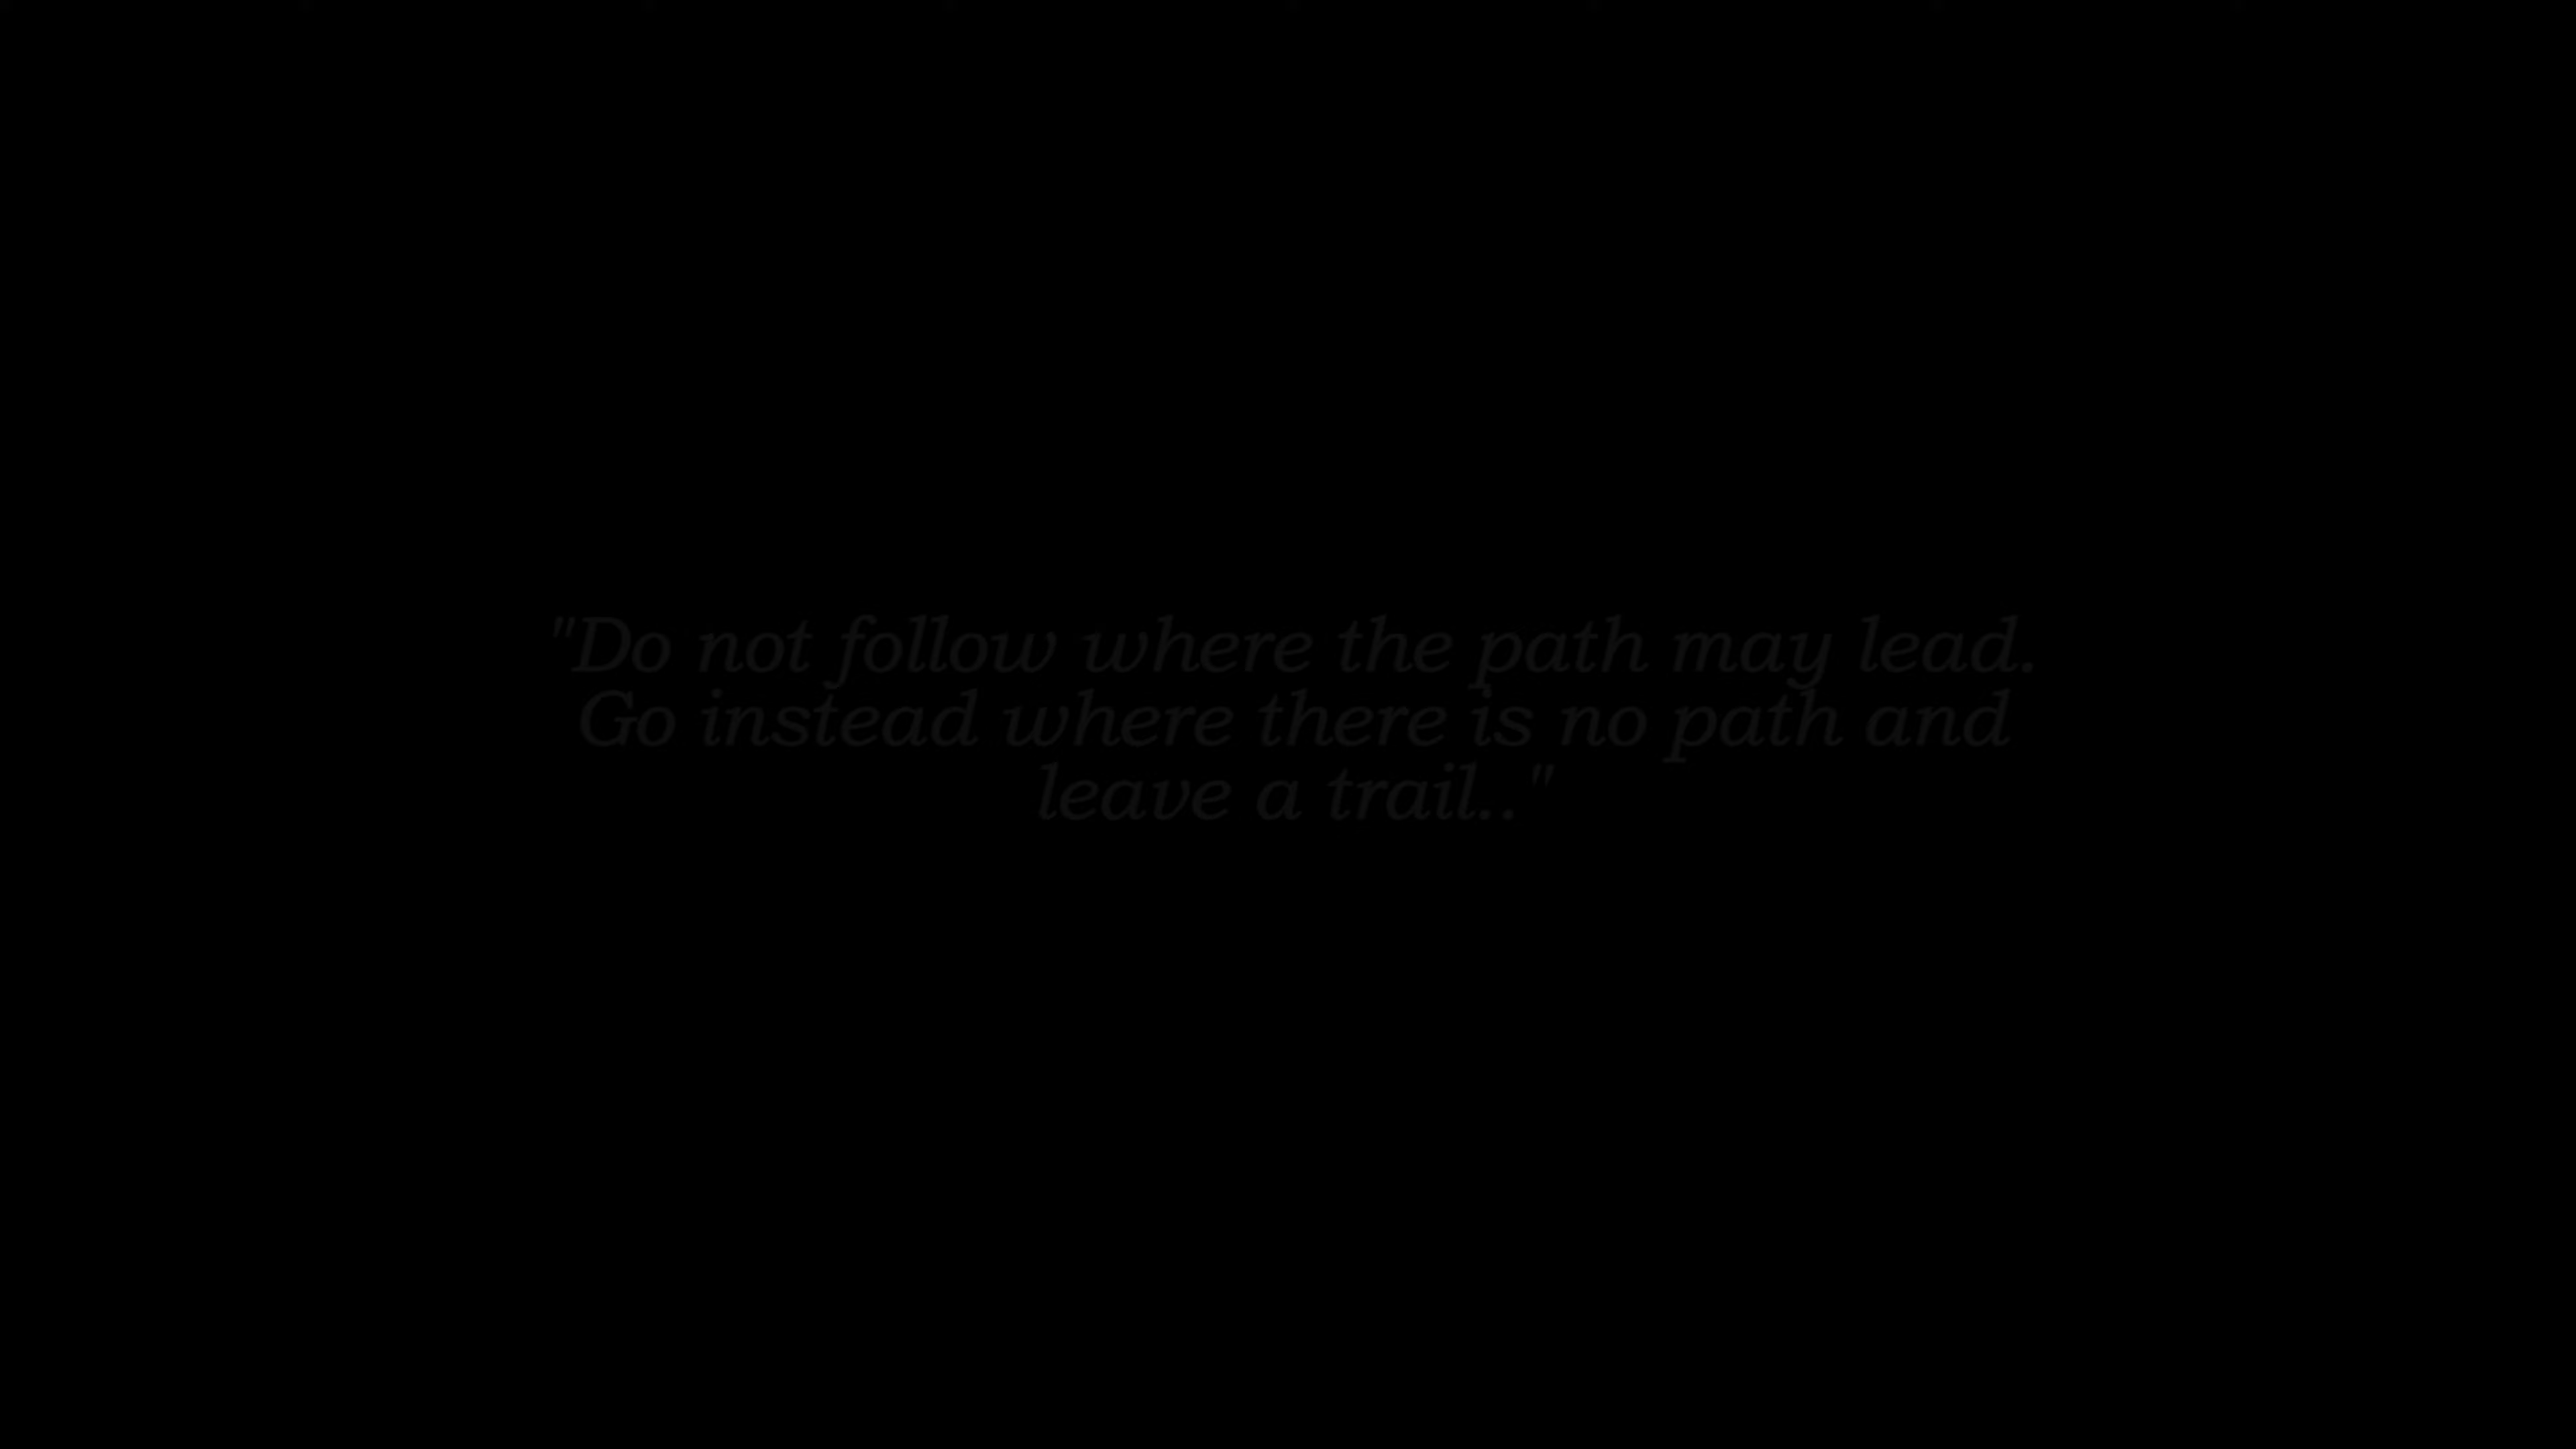 "Do not follow where the path may lead.
Go instead where there is no path and
leave a trail.."